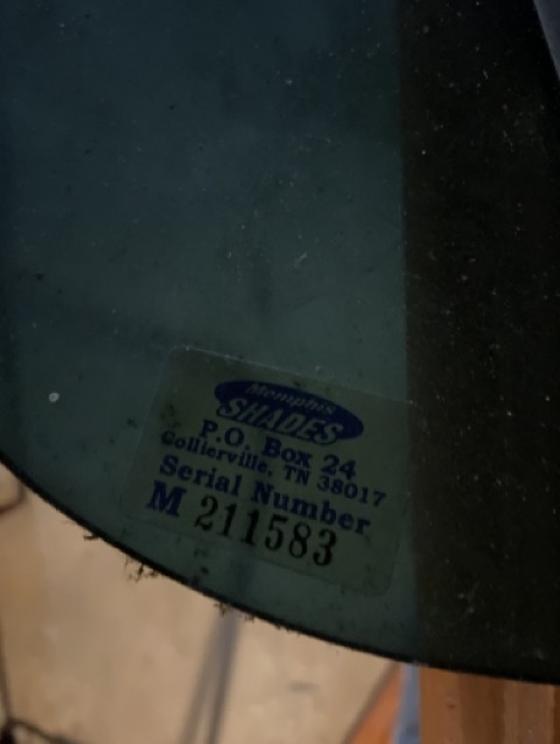 Memphis
SHADES
P.O. Box 24
Collierville, TN 38017
Serial Number
M 211583